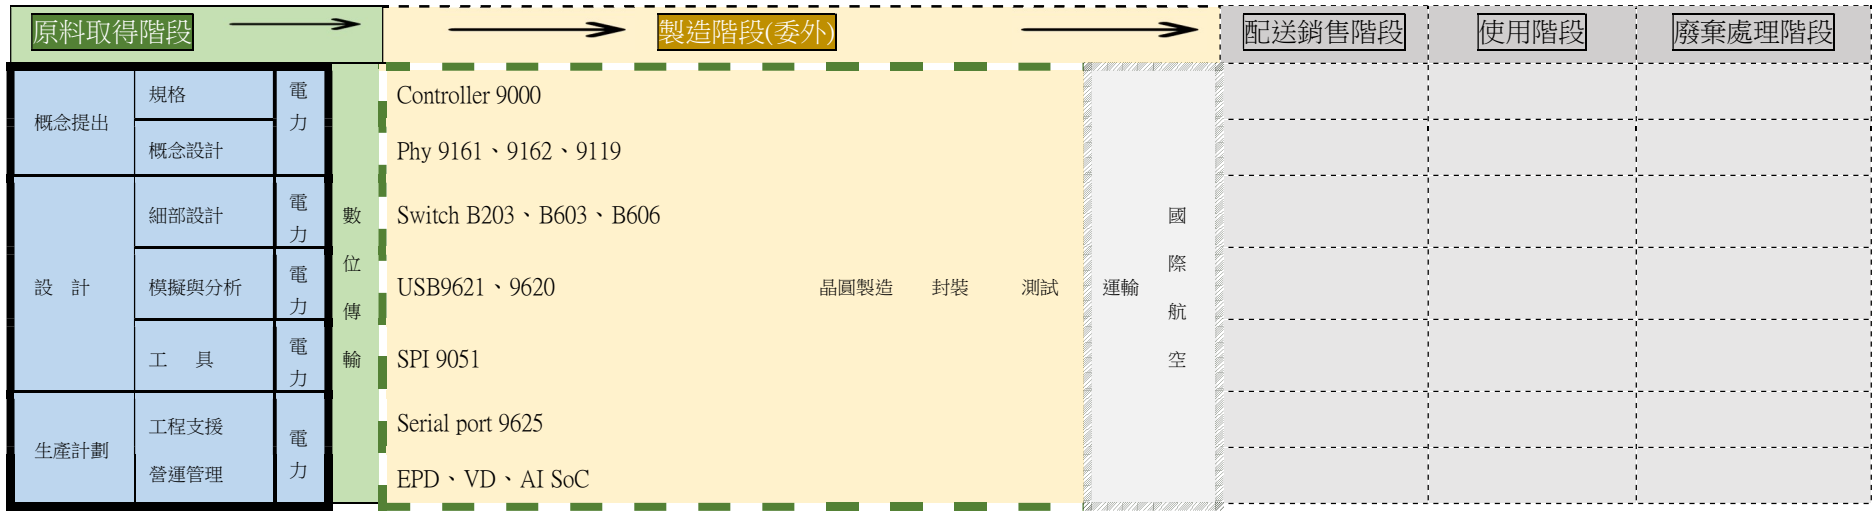 原料取得階段
製造階段(委外)
配送銷售階段
使用階段
廢棄處理階段
概念提出
規格
電力
概念設計
設 計
細部設計
電力
模擬與分析
電力
工 具
電力
生產計劃
工程支援
營運管理
電力
數位傳輸
Controller 9000
Phy 9161、9162、9119
Switch B203、B603、B606
USB9621、9620
SPI 9051
Serial port 9625
EPD、VD、AI SoC
晶圓製造
封裝
測試
運輸
國際航空